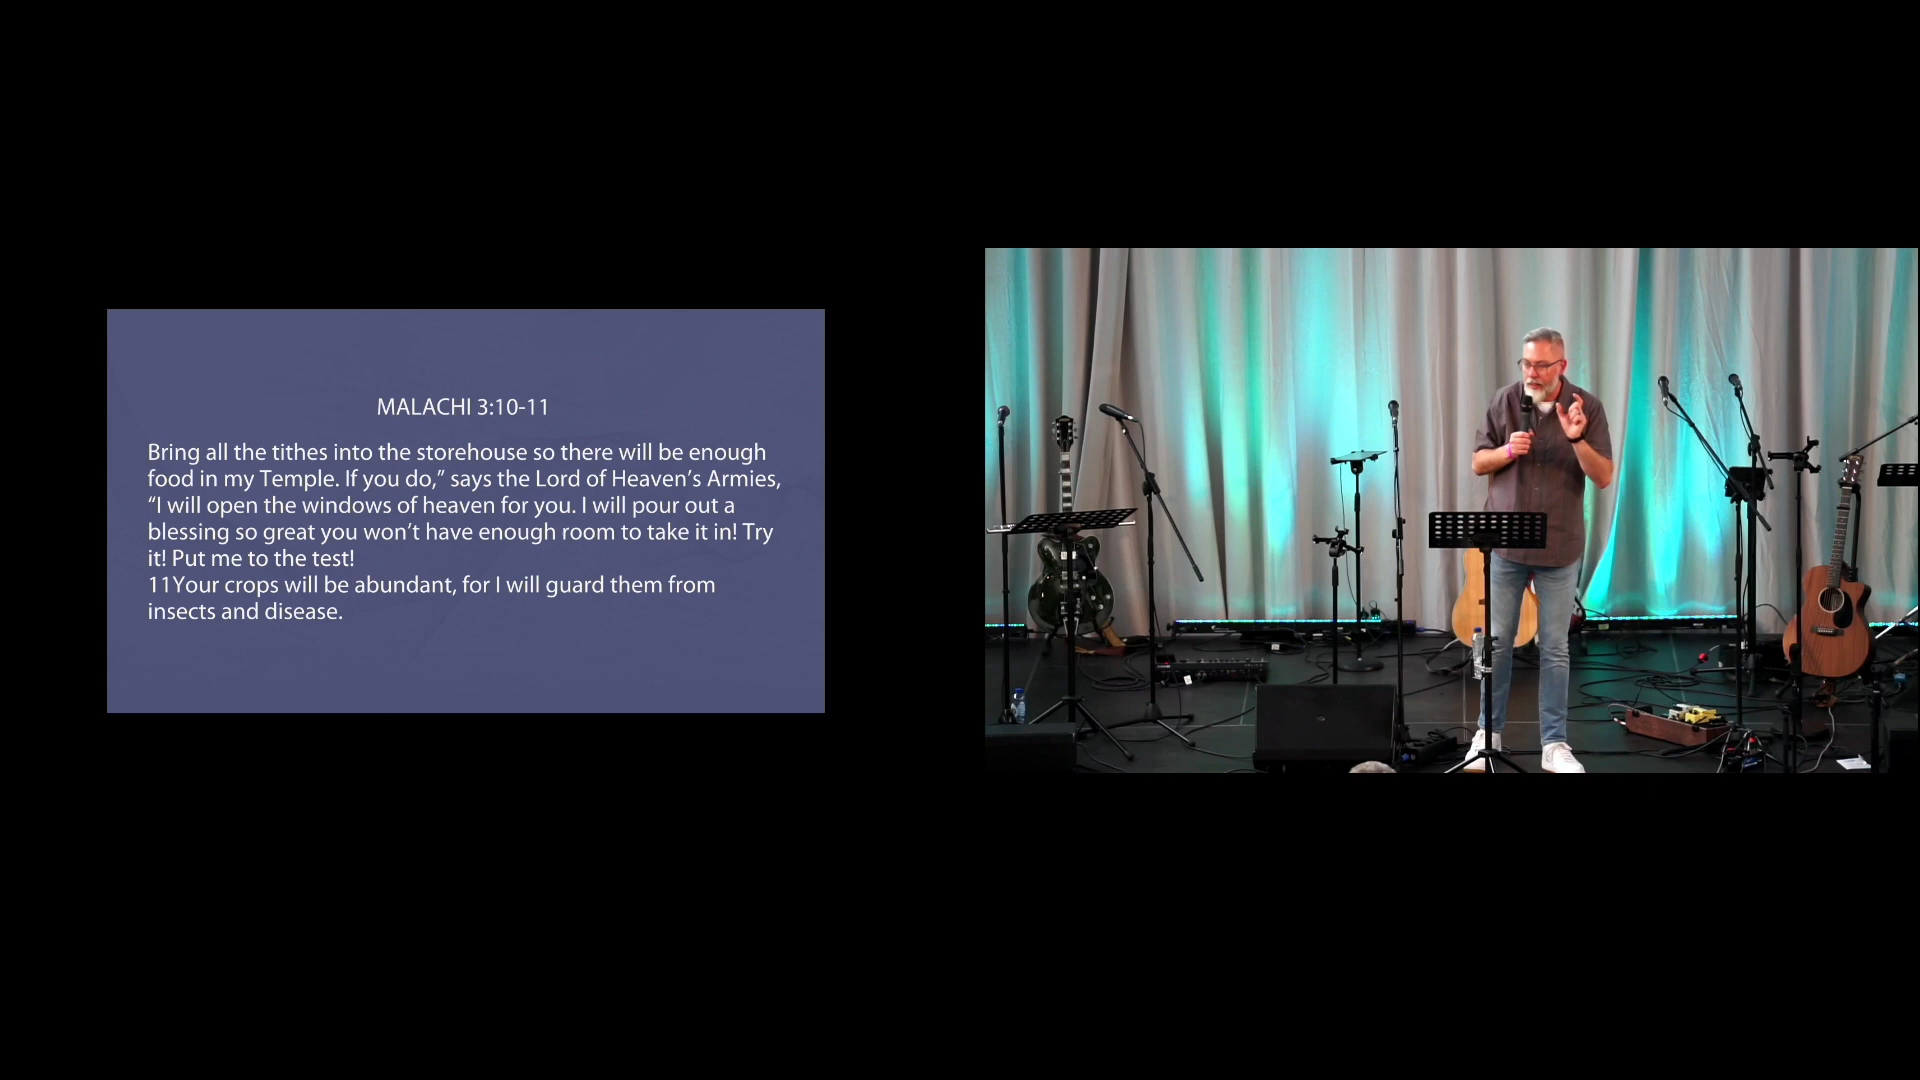 MALACHI 3:10-11
Bring all the tithes into the storehouse so there will be enough
food in my Temple. If you do,” says the Lord of Heaven’s Armies,
“I will open the windows of heaven for you. I will pour out a
blessing so great you won’t have enough room to take it in! Try
it! Put me to the test!
11Your crops will be abundant, for I will guard them from
insects and disease.